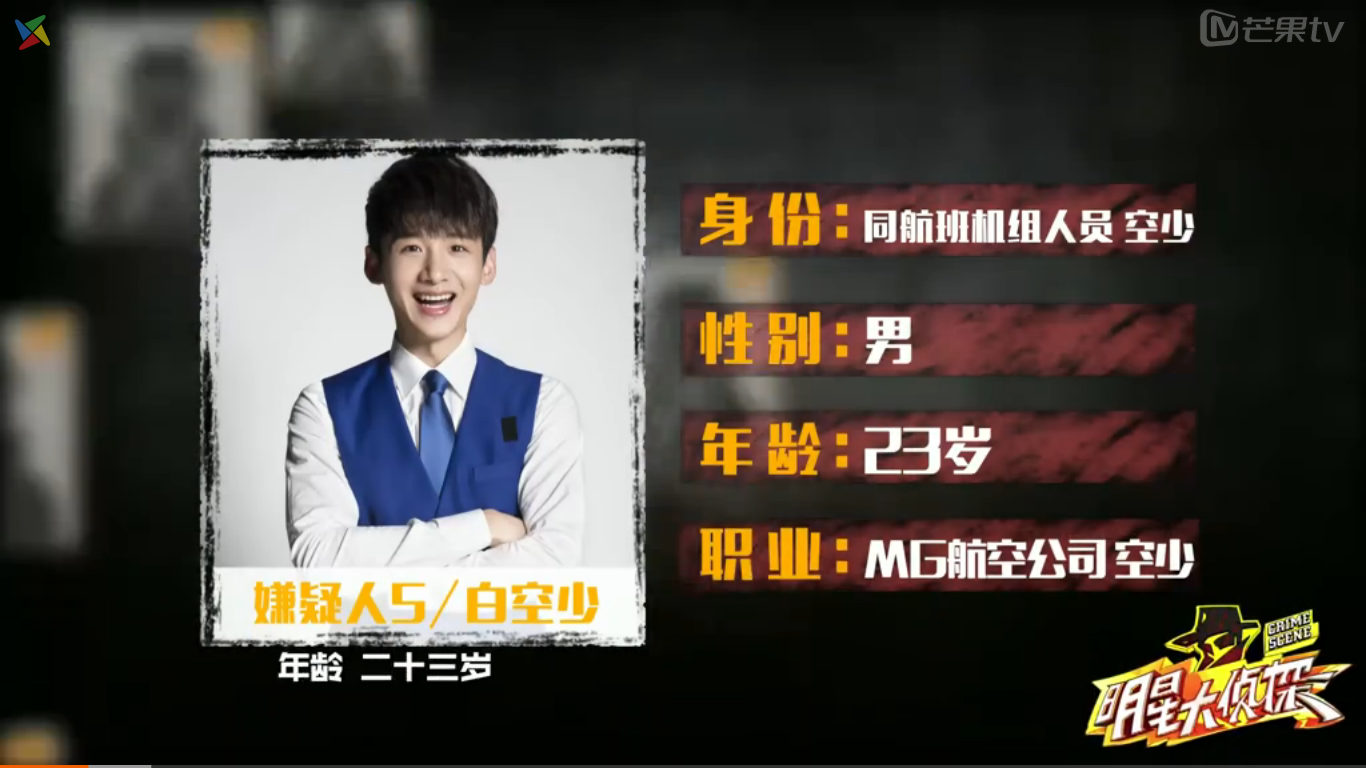 芒果tv
身份：同航班机组人员 空少
性别：男
年龄：23岁
职业：MG航空公司 空少
嫌疑人5/白空少
年龄 二十三岁
CRIME
SCENE
明星大侦探